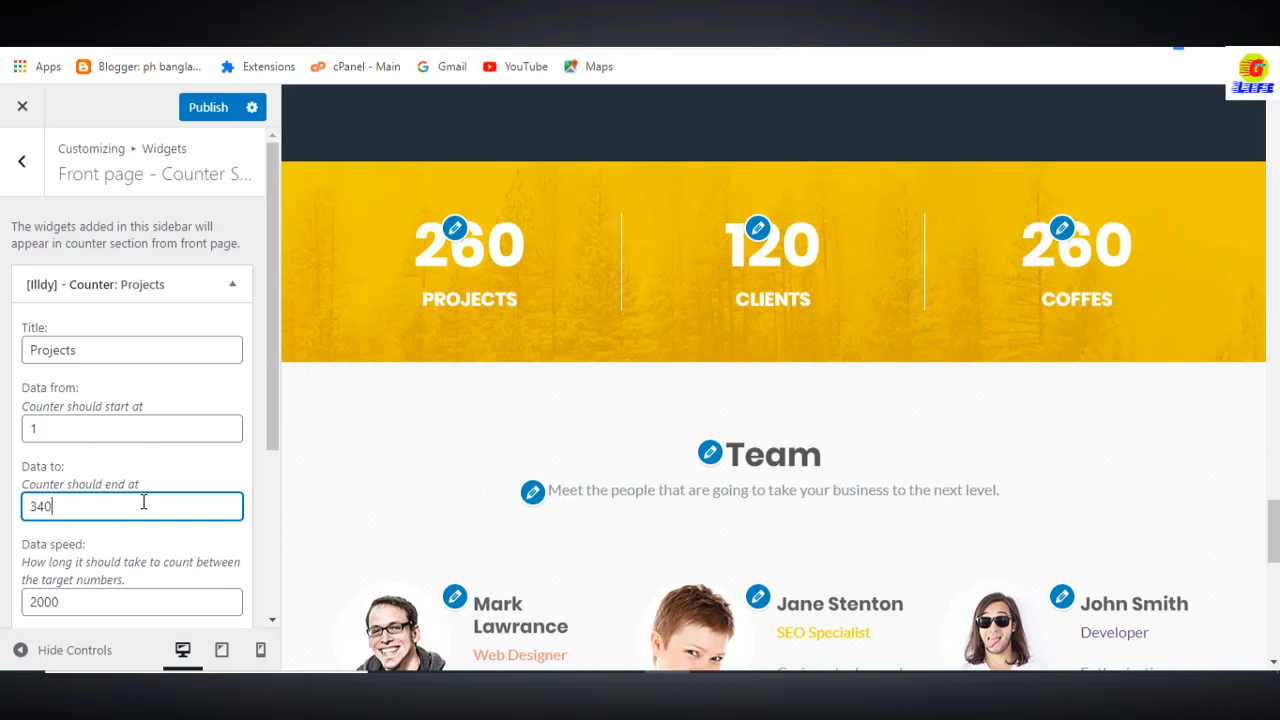 Apps
Blogger: ph bangla...
Extensions
cPanel - Main
Gmail
YouTube
Maps
G
LIFE
Publish
Customizing ▸ Widgets
Front page - Counter S...
The widgets added in this sidebar will
appear in counter section from front page.
[Illdy] - Counter: Projects
Title:
Projects
Data from:
Counter should start at
1
Data to:
Counter should end at
340
Data speed:
How long it should take to count between
the target numbers.
2000
Hide Controls
260
PROJECTS
120
CLIENTS
260
COFFES
Team
Meet the people that are going to take your business to the next level.
Mark
Lawrance
Web Designer
Jane Stenton
SEO Specialist
John Smith
Developer